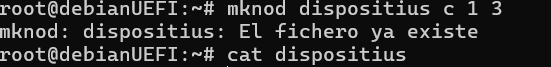 root@debianUEFI:~# mknod dispositius c 1 3
mknod: dispositius: El fichero ya existe
root@debianUEFI:~# cat dispositius